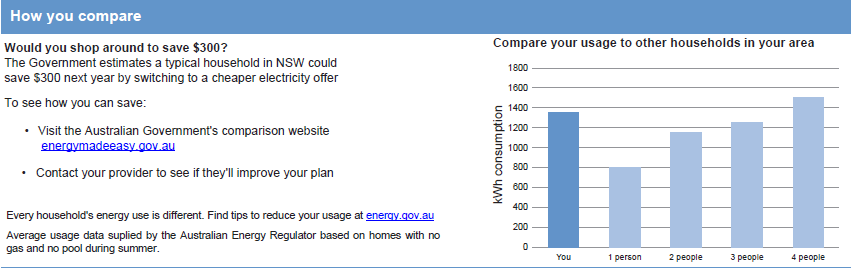 How you compare
Would you shop around to save $300?
The Government estimates a typical household in NSW could
save $300 next year by switching to a cheaper electricity offer
To see how you can save:
• Visit the Australian Government's comparison website
energymadeeasy.gov.au
• Contact your provider to see if they'll improve your plan
Every household's energy use is different. Find tips to reduce your usage at energy.gov.au
Average usage data suplied by the Australian Energy Regulator based on homes with no
gas and no pool during summer.
Compare your usage to other households in your area
kWh consumption
1800
1600
1400
1200
1000
800
600
400
200
0
You 1 person 2 people 3 people 4 people